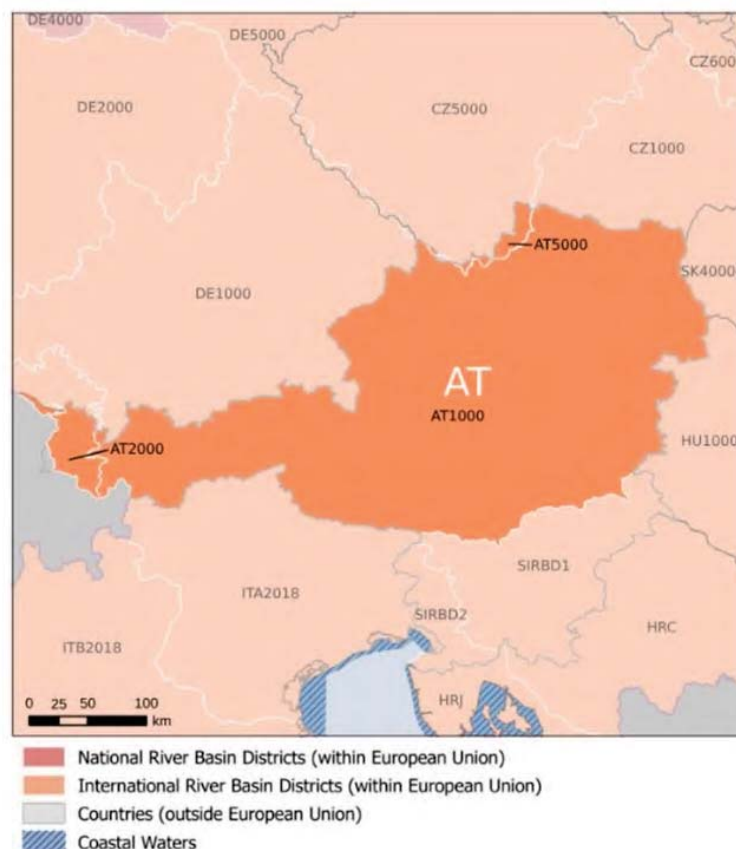 DE4000
DE5000
CZ600
DE2000
CZ5000
CZ1000
AT5000
SK4000
DE1000
AT
AT1000
AT2000
HU1000
SIRBD1
ITA2018
SIRBD2
HRC
ITB2018
HRJ
0 25 50 100
km
National River Basin Districts (within European Union)
International River Basin Districts (within European Union)
Countries (outside European Union)
Coastal Waters